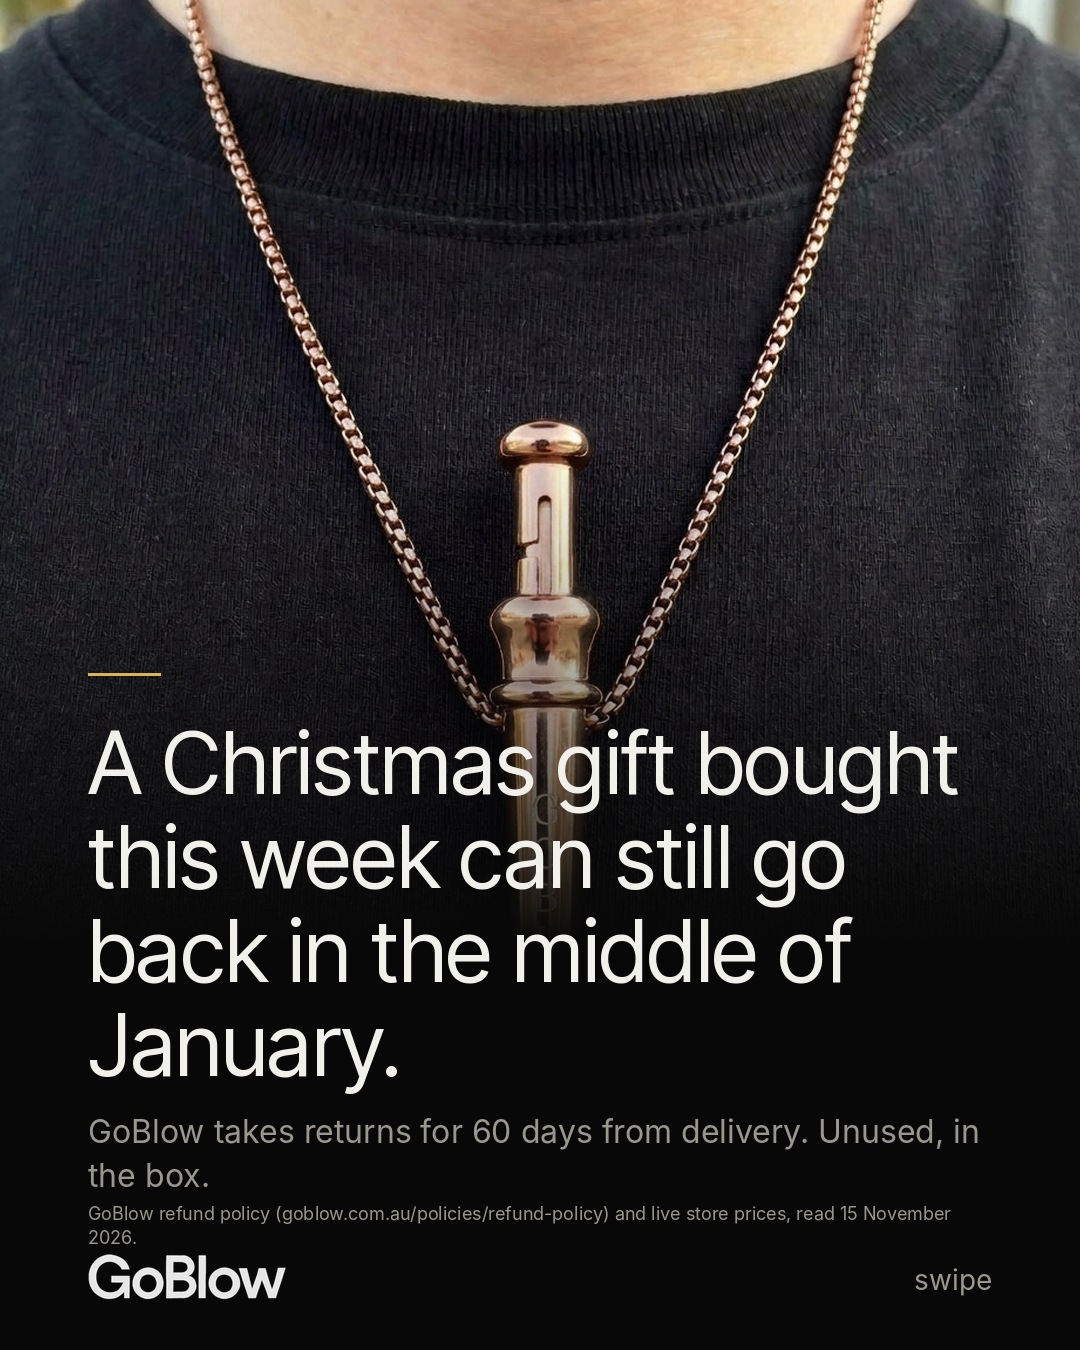 A Christmas gift bought
this week can still go
back in the middle of
January.
GoBlow takes returns for 60 days from delivery. Unused, in
the box.
GoBlow refund policy (goblow.com.au/policies/refund-policy) and live store prices, read 15 November
2026.
GoBlow
swipe